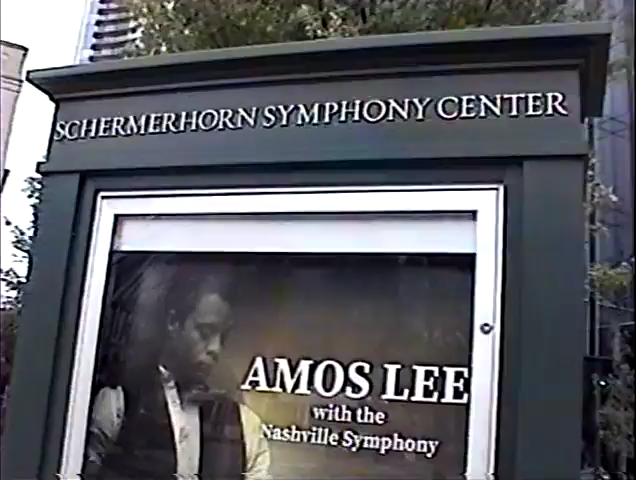 SCHERMERHORN SYMPHONY CENTER
AMOS LEE
with the
Nashville Symphony